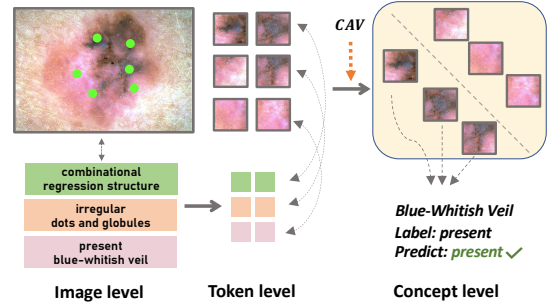 CAV
combinational
regression structure
irregular
dots and globules
present
blue-whitish veil
Blue-Whitish Veil
Label: present
Predict: present ✓
Image level
Token level
Concept level